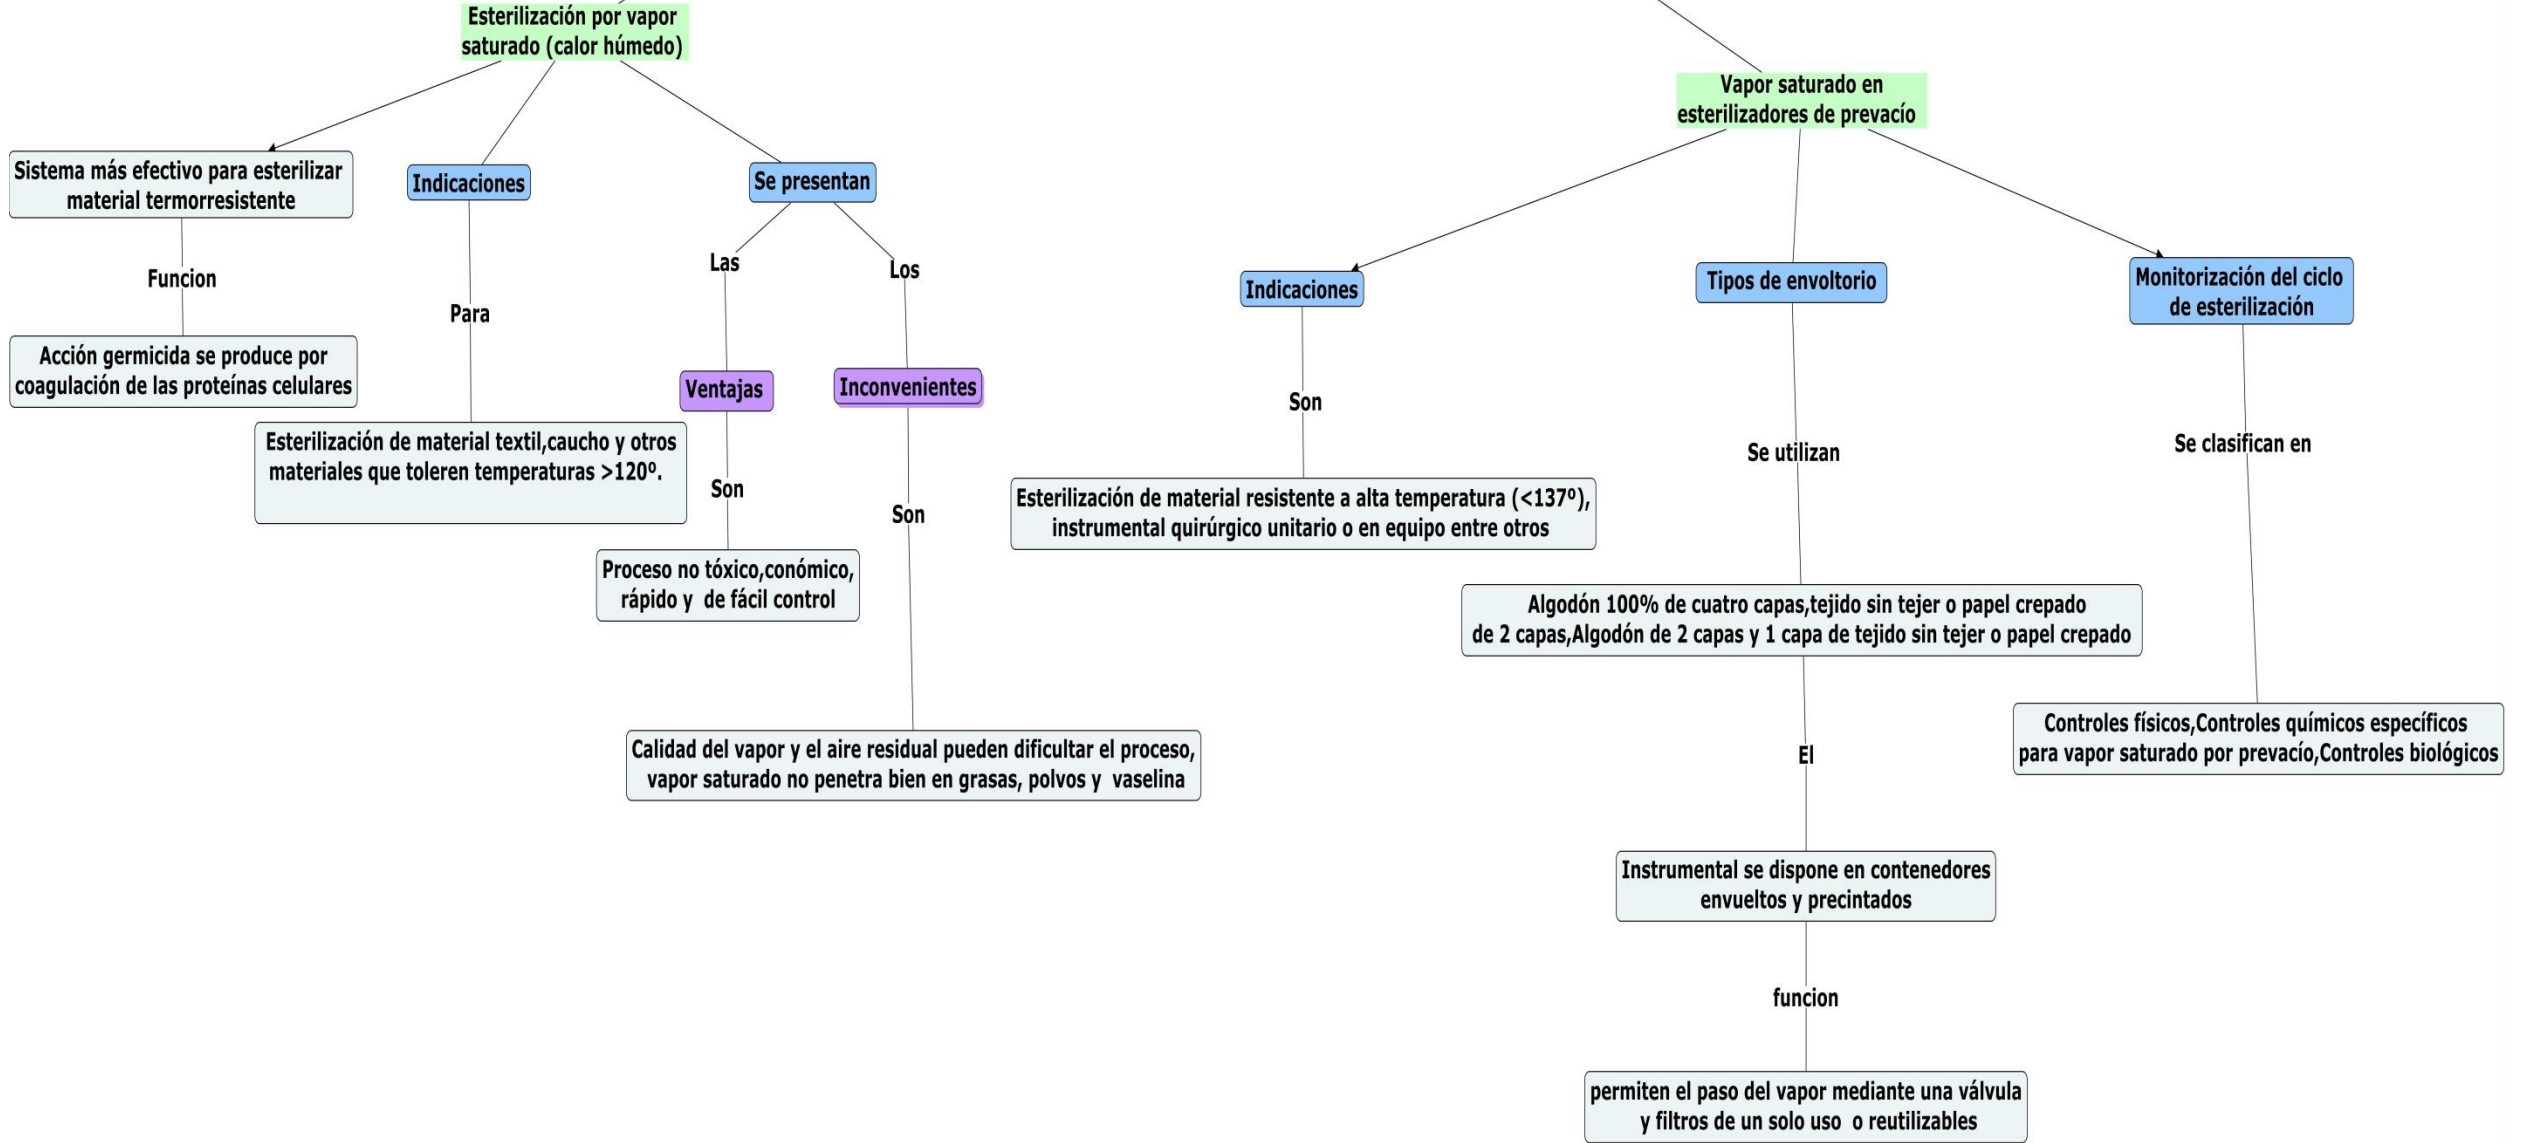 Esterilización por vapor
saturado (calor húmedo)
Sistema más efectivo para esterilizar
material termorresistente
Funcion
Acción germicida se produce por
coagulación de las proteínas celulares
Indicaciones
Para
Esterilización de material textil,caucho y otros
materiales que toleren temperaturas >120º.
Se presentan
Las
Ventajas
Son
Proceso no tóxico,conómico,
rápido y  de fácil control
Los
Inconvenientes
Son
Calidad del vapor y el aire residual pueden dificultar el proceso,
vapor saturado no penetra bien en grasas, polvos y  vaselina
Vapor saturado en
esterilizadores de prevacío
Indicaciones
Son
Esterilización de material resistente a alta temperatura (<137º),
instrumental quirúrgico unitario o en equipo entre otros
Tipos de envoltorio
Se utilizan
Algodón 100% de cuatro capas,tejido sin tejer o papel crepado
de 2 capas,Algodón de 2 capas y 1 capa de tejido sin tejer o papel crepado
El
Instrumental se dispone en contenedores
envueltos y precintados
funcion
permiten el paso del vapor mediante una válvula
y filtros de un solo uso  o reutilizables
Monitorización del ciclo
de esterilización
Se clasifican en
Controles físicos,Controles químicos específicos
para vapor saturado por prevacío,Controles biológicos